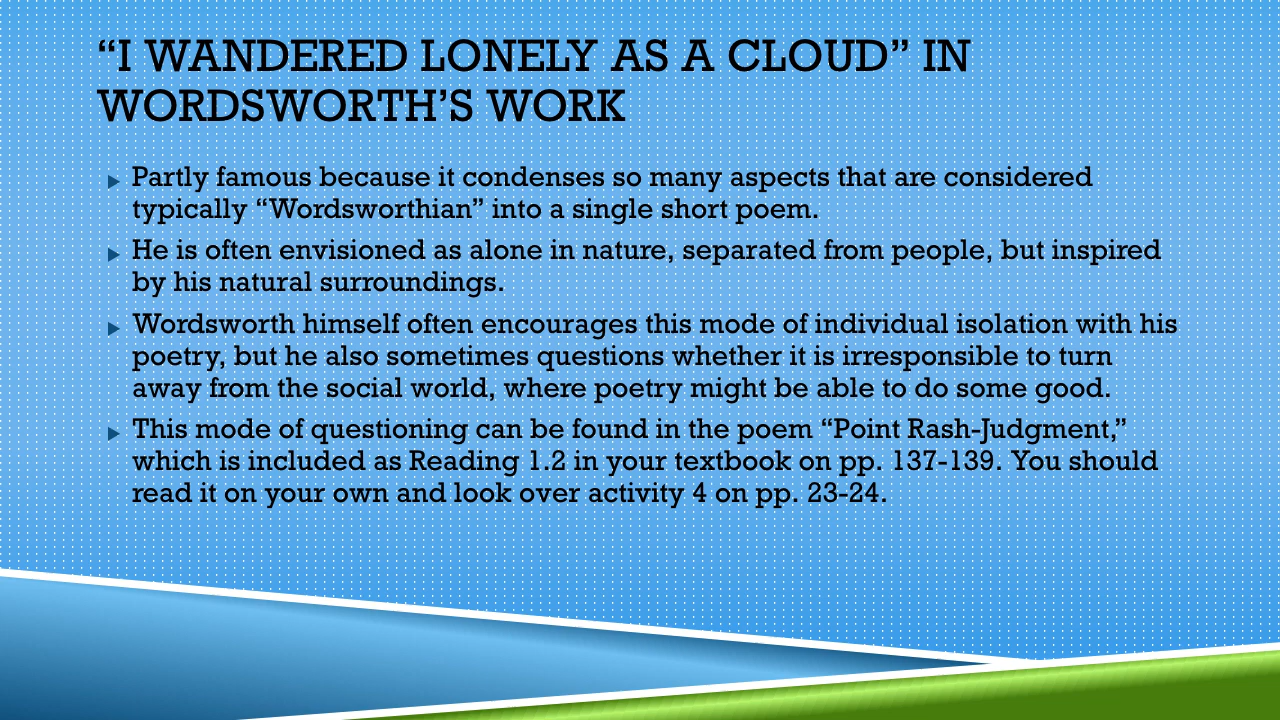 “I WANDERED LONELY AS A CLOUD” IN
WORDSWORTH’S WORK
Partly famous because it condenses so many aspects that are considered
typically “Wordsworthian” into a single short poem.
He is often envisioned as alone in nature, separated from people, but inspired
by his natural surroundings.
Wordsworth himself often encourages this mode of individual isolation with his
poetry, but he also sometimes questions whether it is irresponsible to turn
away from the social world, where poetry might be able to do some good.
This mode of questioning can be found in the poem “Point Rash-Judgment,”
which is included as Reading 1.2 in your textbook on pp. 137-139. You should
read it on your own and look over activity 4 on pp. 23-24.